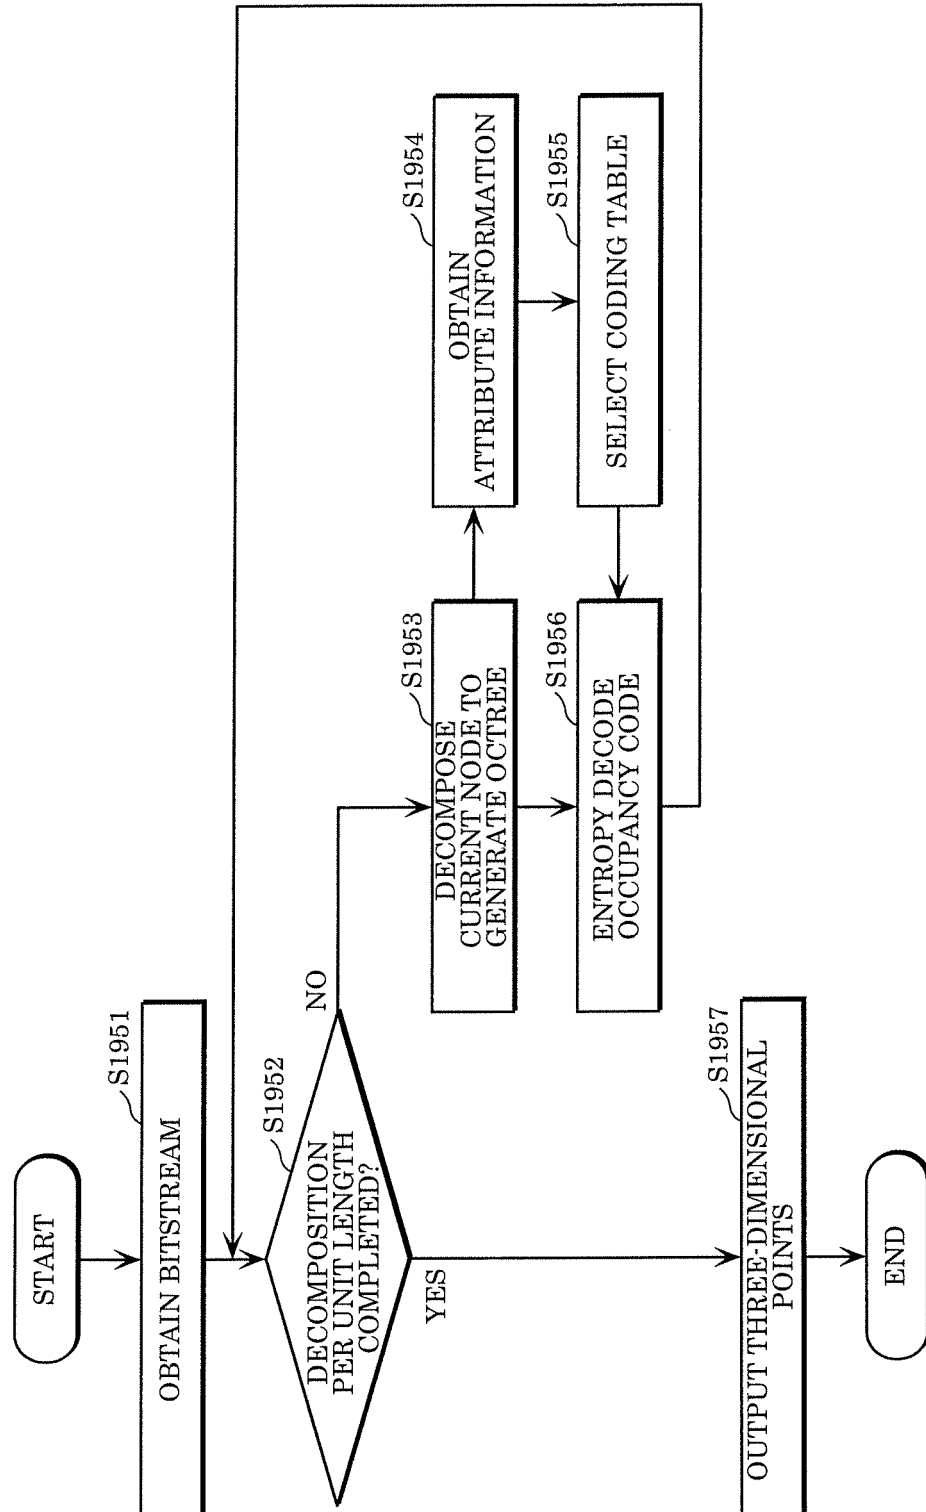 START
S1951
OBTAIN BITSTREAM
S1952
DECOMPOSITION
PER UNIT LENGTH
COMPLETED?
NO
YES
S1953
DECOMPOSE
CURRENT NODE TO
GENERATE OCTREE
S1954
OBTAIN
ATTRIBUTE INFORMATION
S1955
SELECT CODING TABLE
S1956
ENTROPY DECODE
OCCUPANCY CODE
S1957
OUTPUT THREE-DIMENSIONAL
POINTS
END